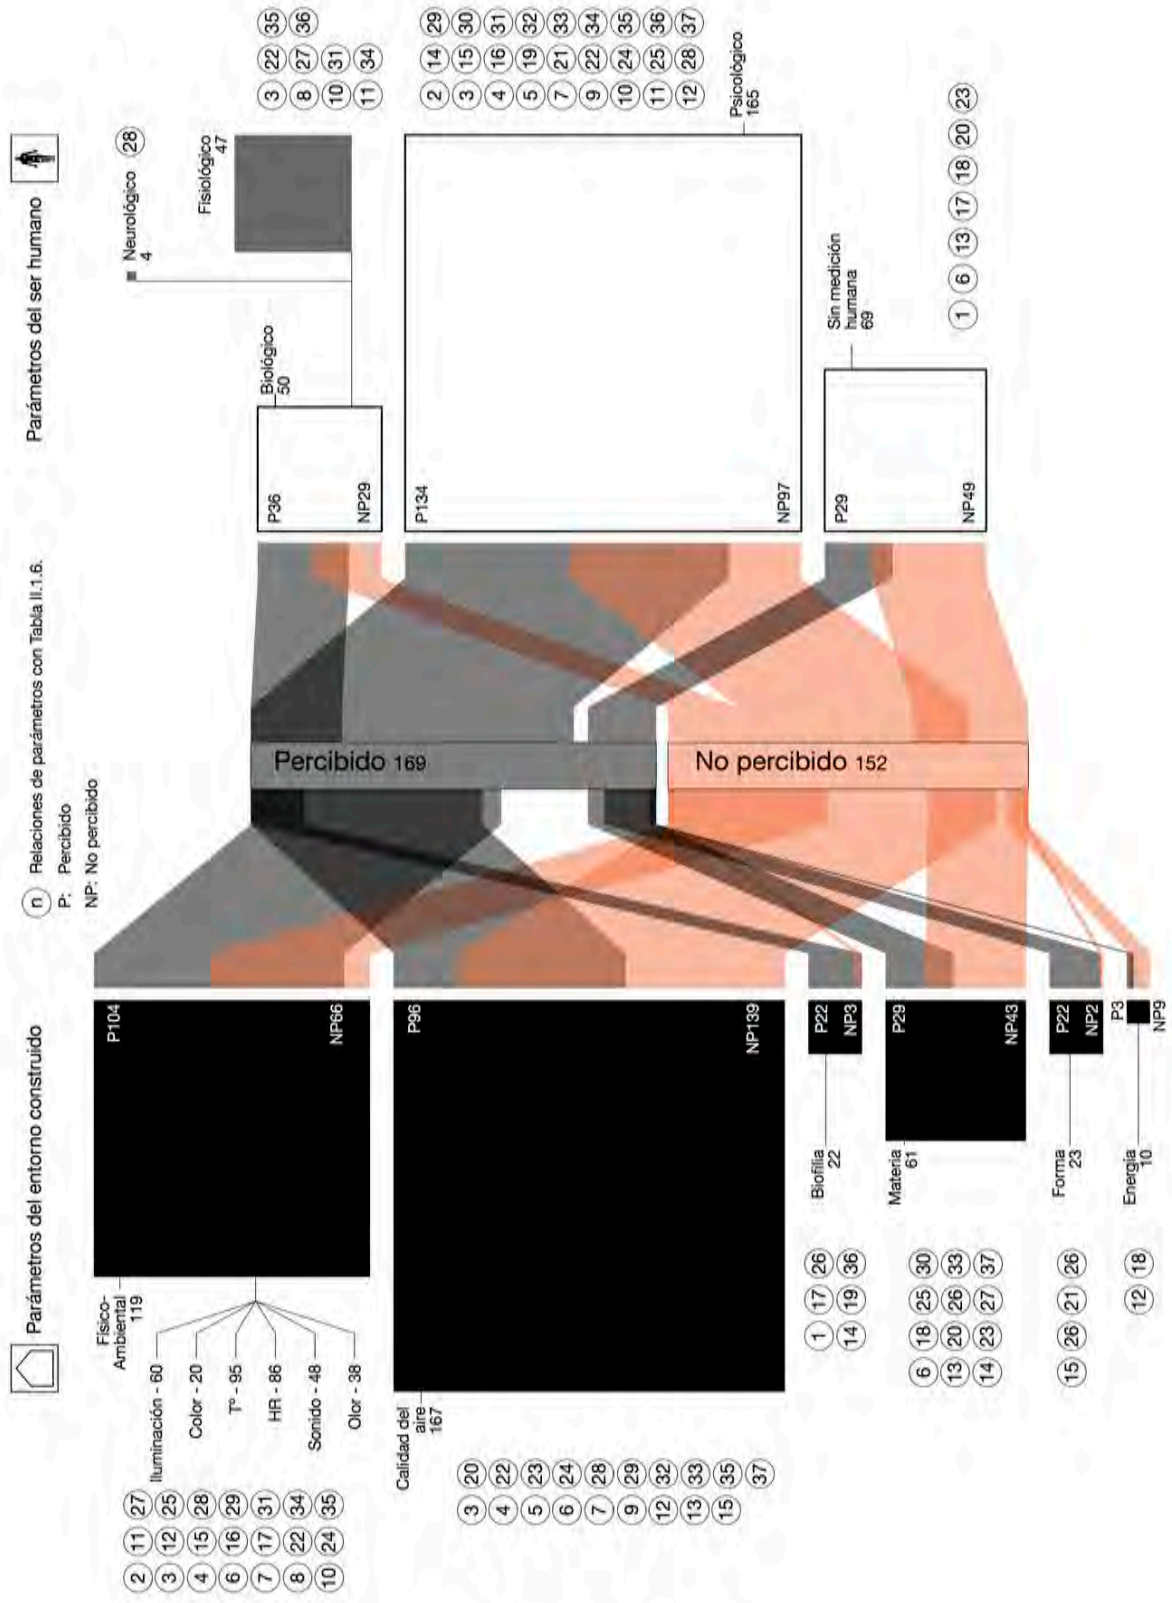 Parámetros del entorno construido
Parámetros del ser humano
n Relaciones de parámetros con Tabla II.1.6.
P: Percibido
NP: No percibido
Físico-
Ambiental
119
Iluminación - 60
Color - 20
Tº - 95
HR - 86
Sonido - 48
Olor - 38
2 11 27
3 12 25
4 15 28
6 16 29
7 17 31
8 22 34
10 24 35
P104
NP66
Calidad del
aire
167
3 20
4 22
5 23
6 24
7 28
9 29
12 32
13 33
15 35
37
P96
NP139
Biofilia
22
1 17 26
14 19 36
P22
NP3
Materia
61
6 18 25 30
13 20 26 33
14 23 27 37
P29
NP43
Forma
23
15 26 21 26
P22
NP2
Energía
10
12 18
P3
NP9
Percibido 169
No percibido 152
Biológico
50
P36
NP29
Neurológico 28
4
Fisiológico
47
3 22 35
8 27 36
10 31
11 34
P134
NP97
Psicológico
165
2 14 29
3 15 30
4 16 31
5 19 32
7 21 33
9 22 34
10 24 35
11 25 36
12 28 37
P29
NP49
Sin medición
humana
69
1 6 13 17 18 20 23